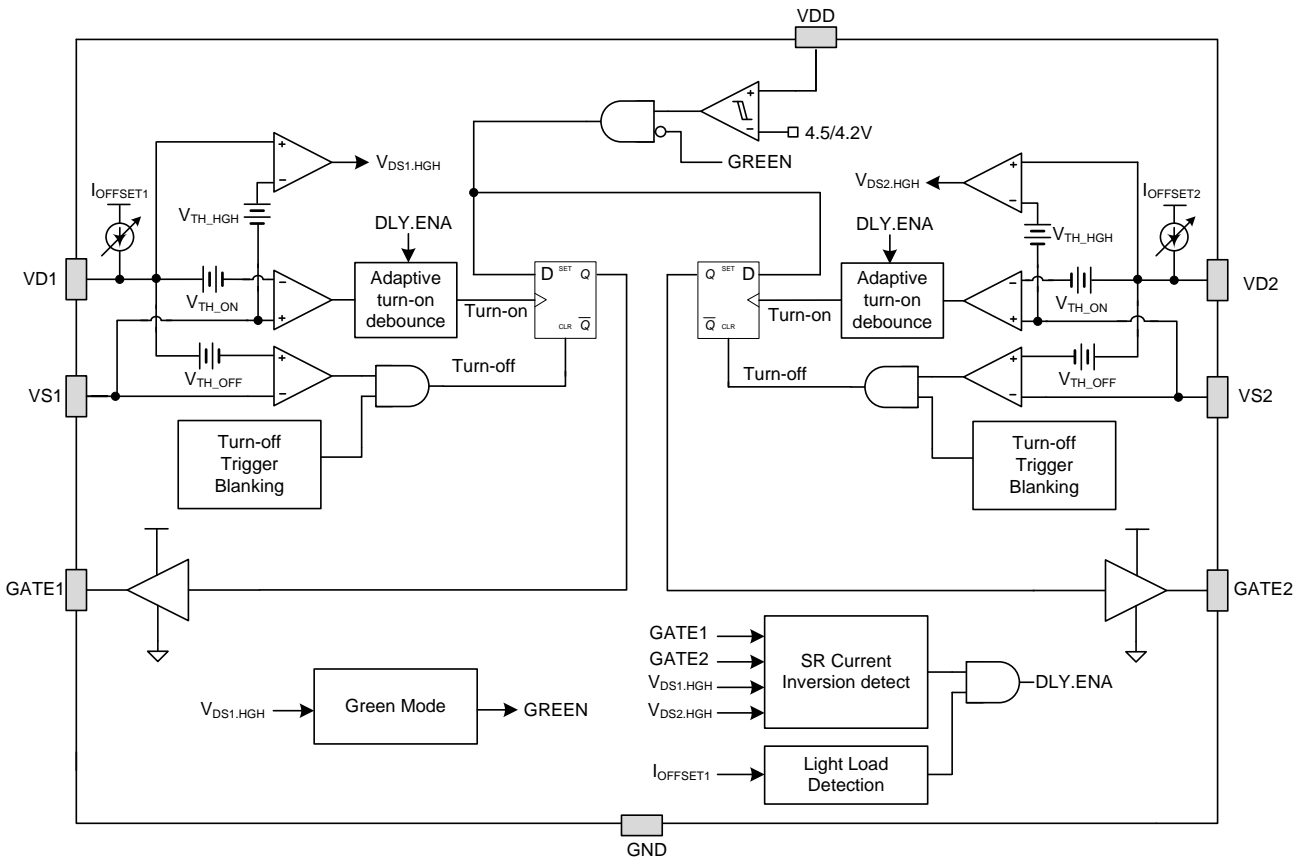 VDD
4.5/4.2V
GREEN
VDS1.HGH
VDS2.HGH
IOFFSET1
IOFFSET2
VTH_HGH
VTH_HGH
DLY.ENA
DLY.ENA
VD1
VD2
VTH_ON
VTH_ON
Adaptive
turn-on
debounce
Adaptive
turn-on
debounce
D SET Q
CLR Q
Q SET D
Q CLR
Turn-on
Turn-on
VTH_OFF
VTH_OFF
Turn-off
Turn-off
VS1
VS2
Turn-off
Trigger
Blanking
Turn-off
Trigger
Blanking
GATE1
GATE2
GATE1
GATE2
VDS1.HGH
VDS2.HGH
SR Current
Inversion detect
DLY.ENA
VDS1.HGH
Green Mode
GREEN
IOFFSET1
Light Load
Detection
GND